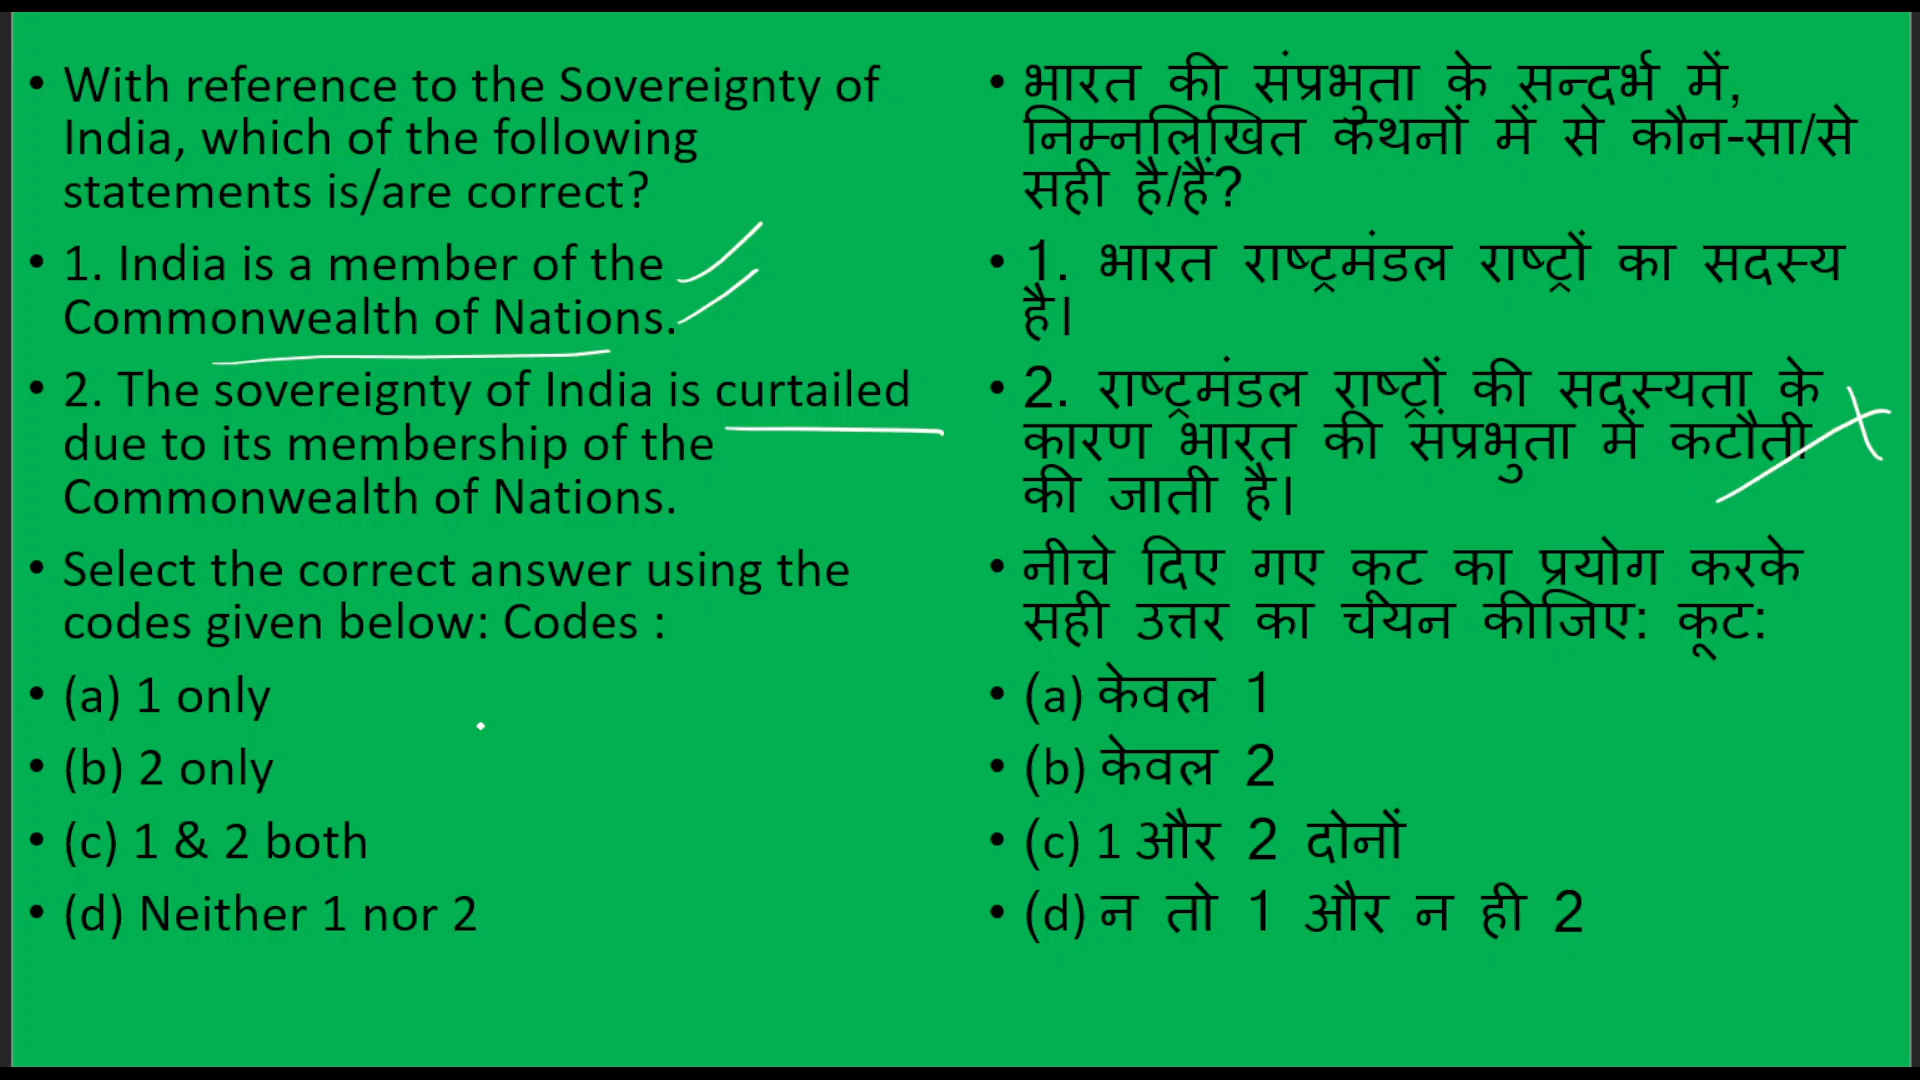 • With reference to the Sovereignty of
India, which of the following
statements is/are correct?
• 1. India is a member of the
Commonwealth of Nations.
• 2. The sovereignty of India is curtailed
due to its membership of the
Commonwealth of Nations.
• Select the correct answer using the
codes given below: Codes :
• (a) 1 only
• (b) 2 only
• (c) 1 & 2 both
• (d) Neither 1 nor 2
• भारत की संप्रभुता के सन्दर्भ में,
निम्नलिखित कथनों में से कौन-सा/से
सही है/हैं?
• 1. भारत राष्ट्रमंडल राष्ट्रों का सदस्य
है।
• 2. राष्ट्रमंडल राष्ट्रों की सदस्यता के
कारण भारत की संप्रभुता में कटौती
की जाती है।
• नीचे दिए गए कूट का प्रयोग करके
सही उत्तर का चयन कीजिए: कूट:
• (a) केवल 1
• (b) केवल 2
• (c) 1 और 2 दोनों
• (d) न तो 1 और न ही 2